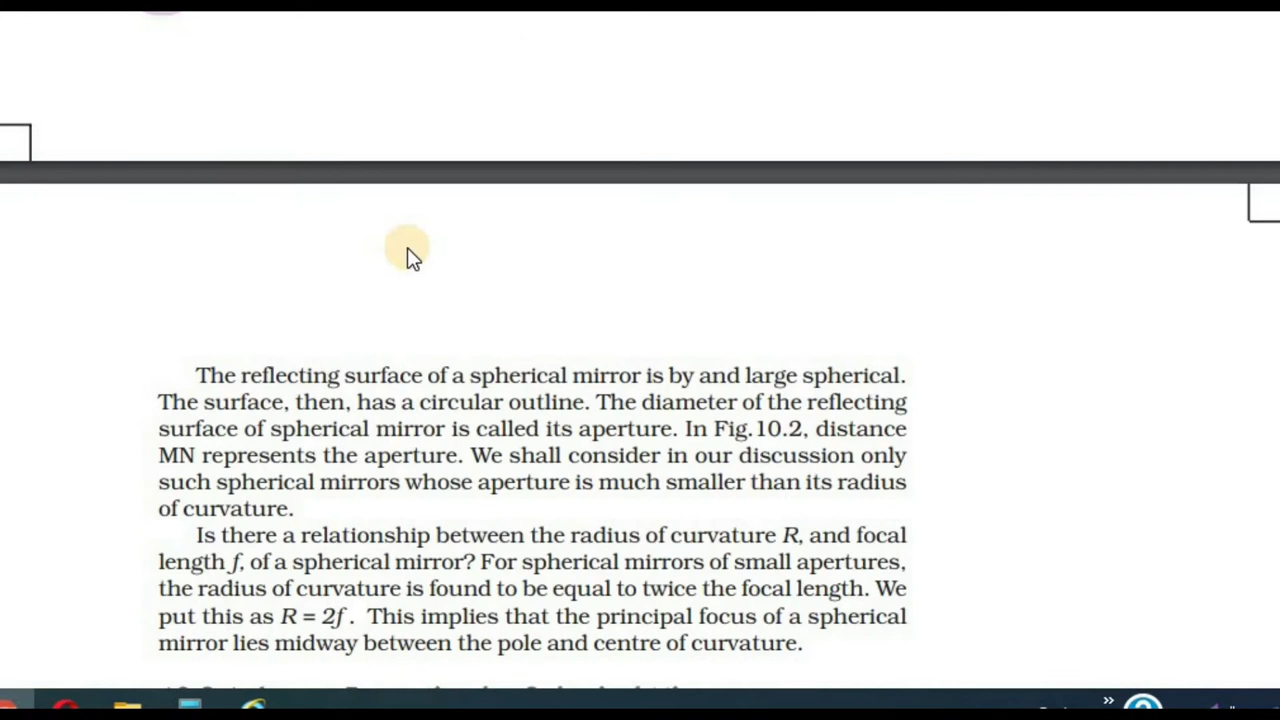 The reflecting surface of a spherical mirror is by and large spherical.
The surface, then, has a circular outline. The diameter of the reflecting
surface of spherical mirror is called its aperture. In Fig.10.2, distance
MN represents the aperture. We shall consider in our discussion only
such spherical mirrors whose aperture is much smaller than its radius
of curvature.
Is there a relationship between the radius of curvature R, and focal
length f, of a spherical mirror? For spherical mirrors of small apertures,
the radius of curvature is found to be equal to twice the focal length. We
put this as R = 2f. This implies that the principal focus of a spherical
mirror lies midway between the pole and centre of curvature.